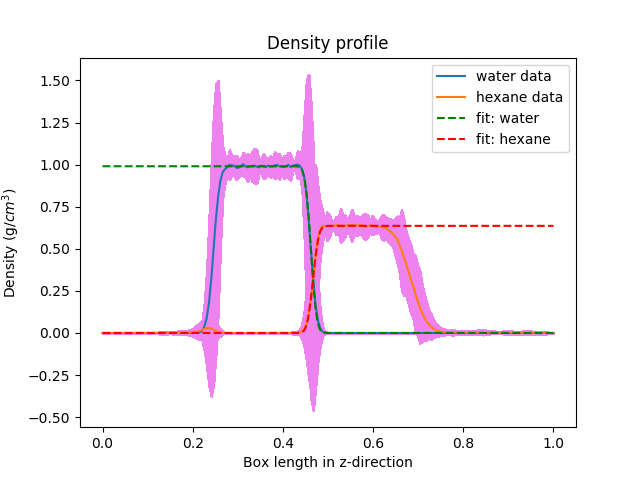 Density profile
water data
hexane data
fit: water
fit: hexane
1.50
1.25
1.00
0.75
0.50
0.25
0.00
−0.25
−0.50
Density (g/cm³)
0.0 0.2 0.4 0.6 0.8 1.0
Box length in z-direction